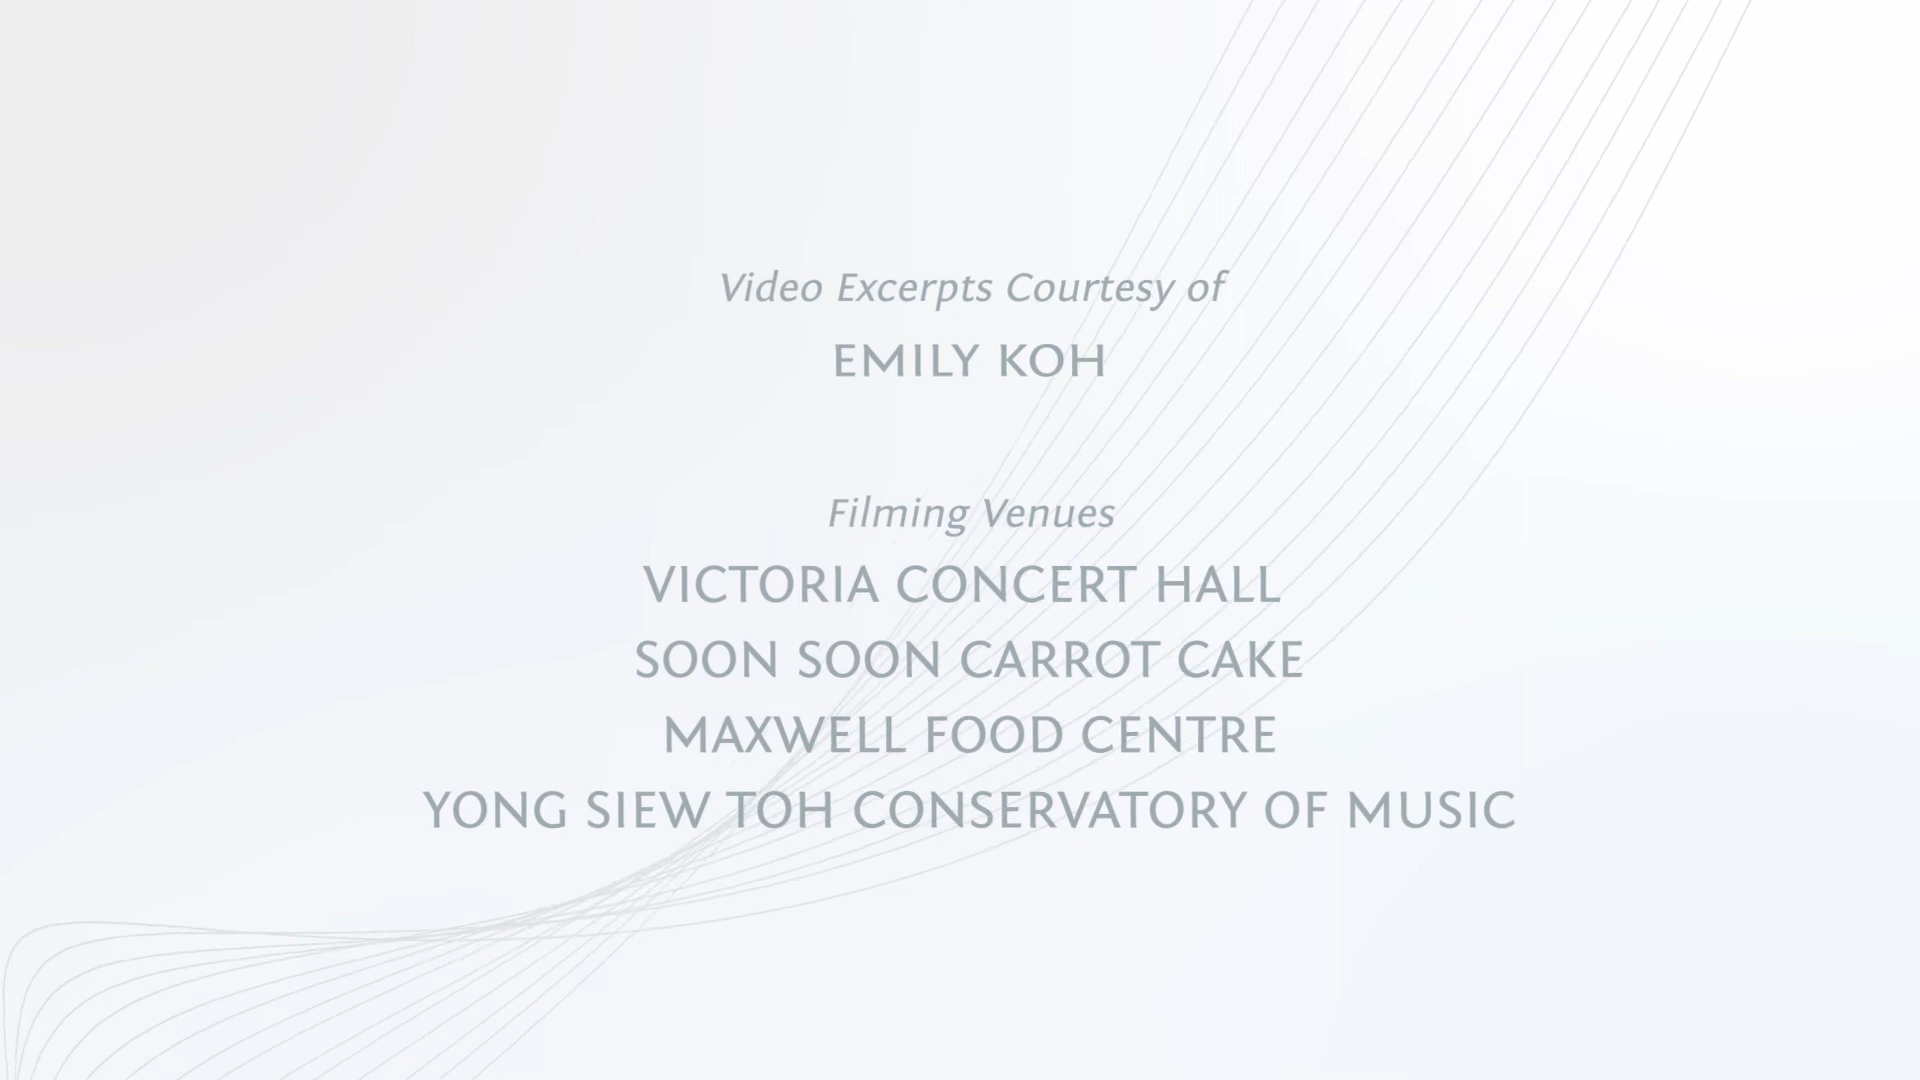 Video Excerpts Courtesy of
EMILY KOH
Filming Venues
VICTORIA CONCERT HALL
SOON SOON CARROT CAKE
MAXWELL FOOD CENTRE
YONG SIEW TOH CONSERVATORY OF MUSIC